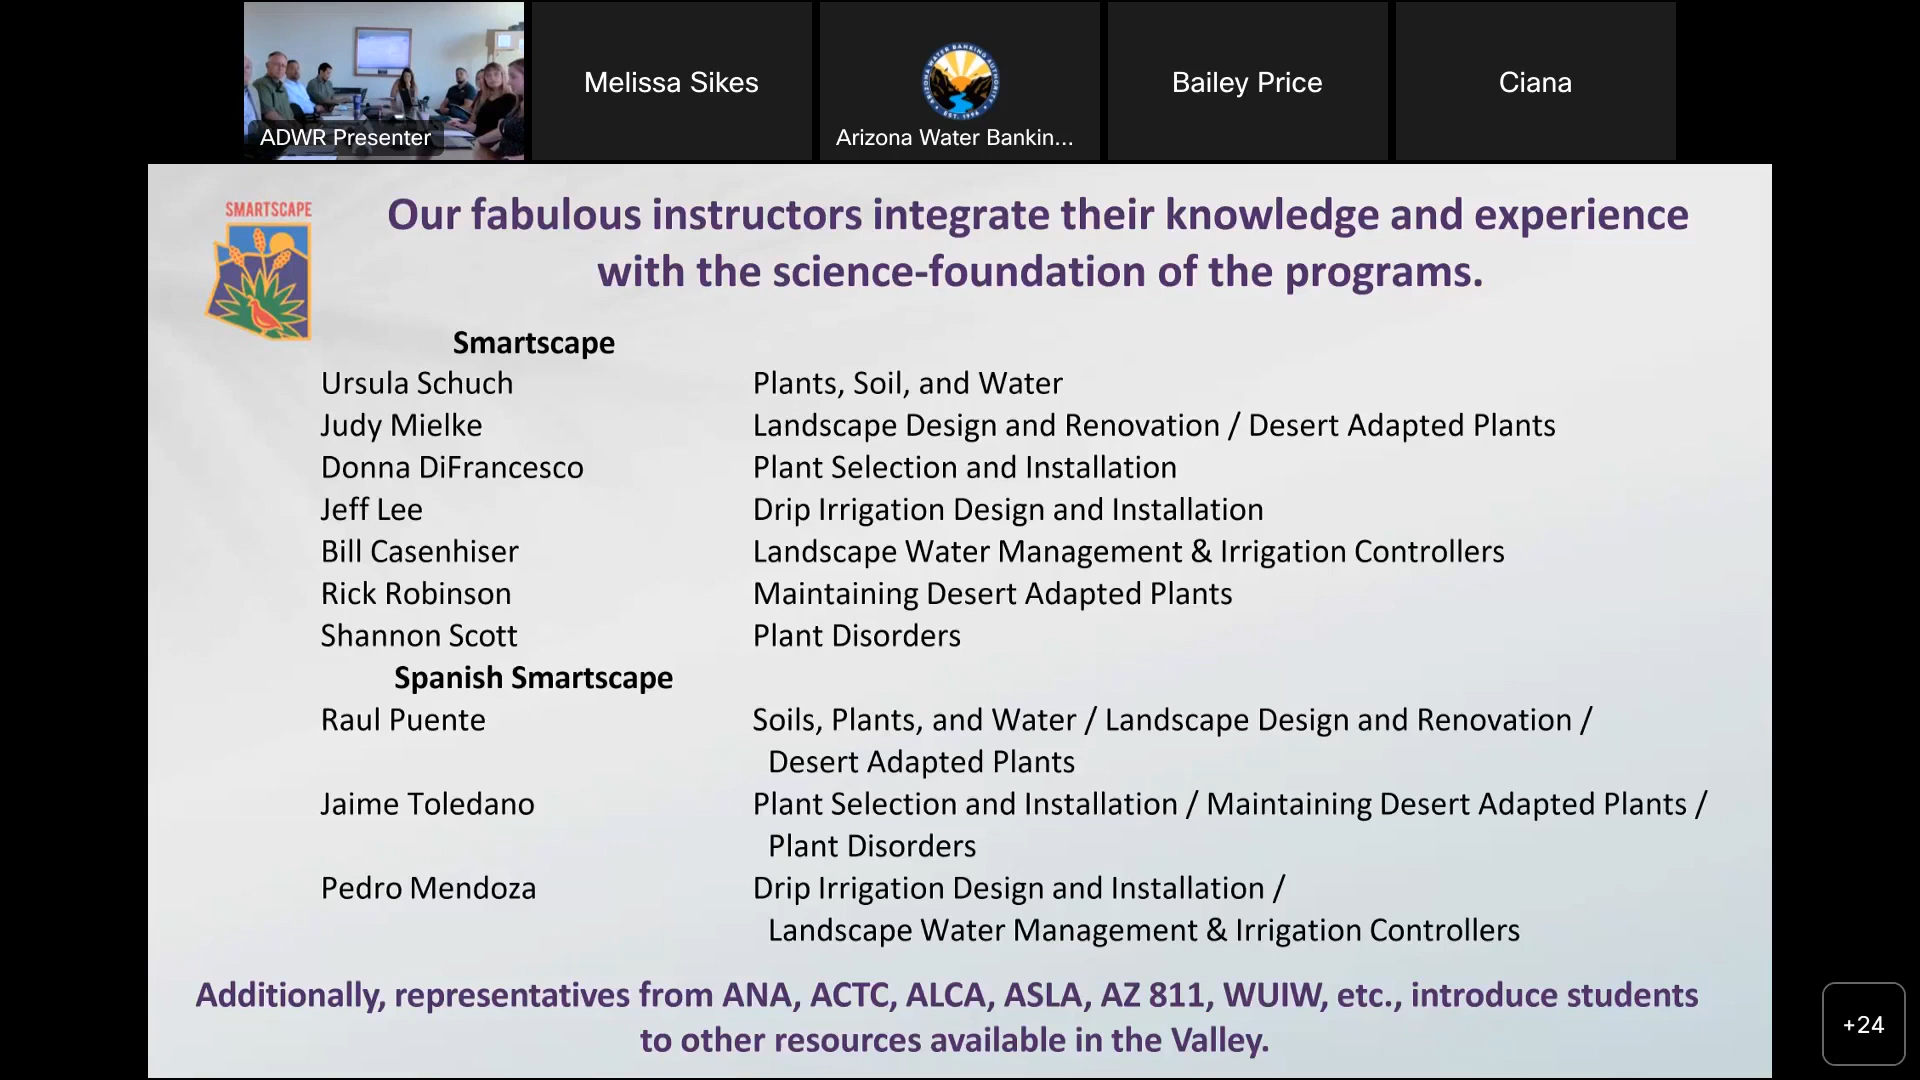 ADWR Presenter
Melissa Sikes
ARIZONA WATER BANKING AUTHORITY
EST. 1996
Arizona Water Bankin...
Bailey Price
Ciana
SMARTSCAPE
Our fabulous instructors integrate their knowledge and experience
with the science-foundation of the programs.
Smartscape
Ursula Schuch Plants, Soil, and Water
Judy Mielke Landscape Design and Renovation / Desert Adapted Plants
Donna DiFrancesco Plant Selection and Installation
Jeff Lee Drip Irrigation Design and Installation
Bill Casenhiser Landscape Water Management & Irrigation Controllers
Rick Robinson Maintaining Desert Adapted Plants
Shannon Scott Plant Disorders
Spanish Smartscape
Raul Puente Soils, Plants, and Water / Landscape Design and Renovation /
Desert Adapted Plants
Jaime Toledano Plant Selection and Installation / Maintaining Desert Adapted Plants /
Plant Disorders
Pedro Mendoza Drip Irrigation Design and Installation /
Landscape Water Management & Irrigation Controllers
Additionally, representatives from ANA, ACTC, ALCA, ASLA, AZ 811, WUIW, etc., introduce students
to other resources available in the Valley.
+24